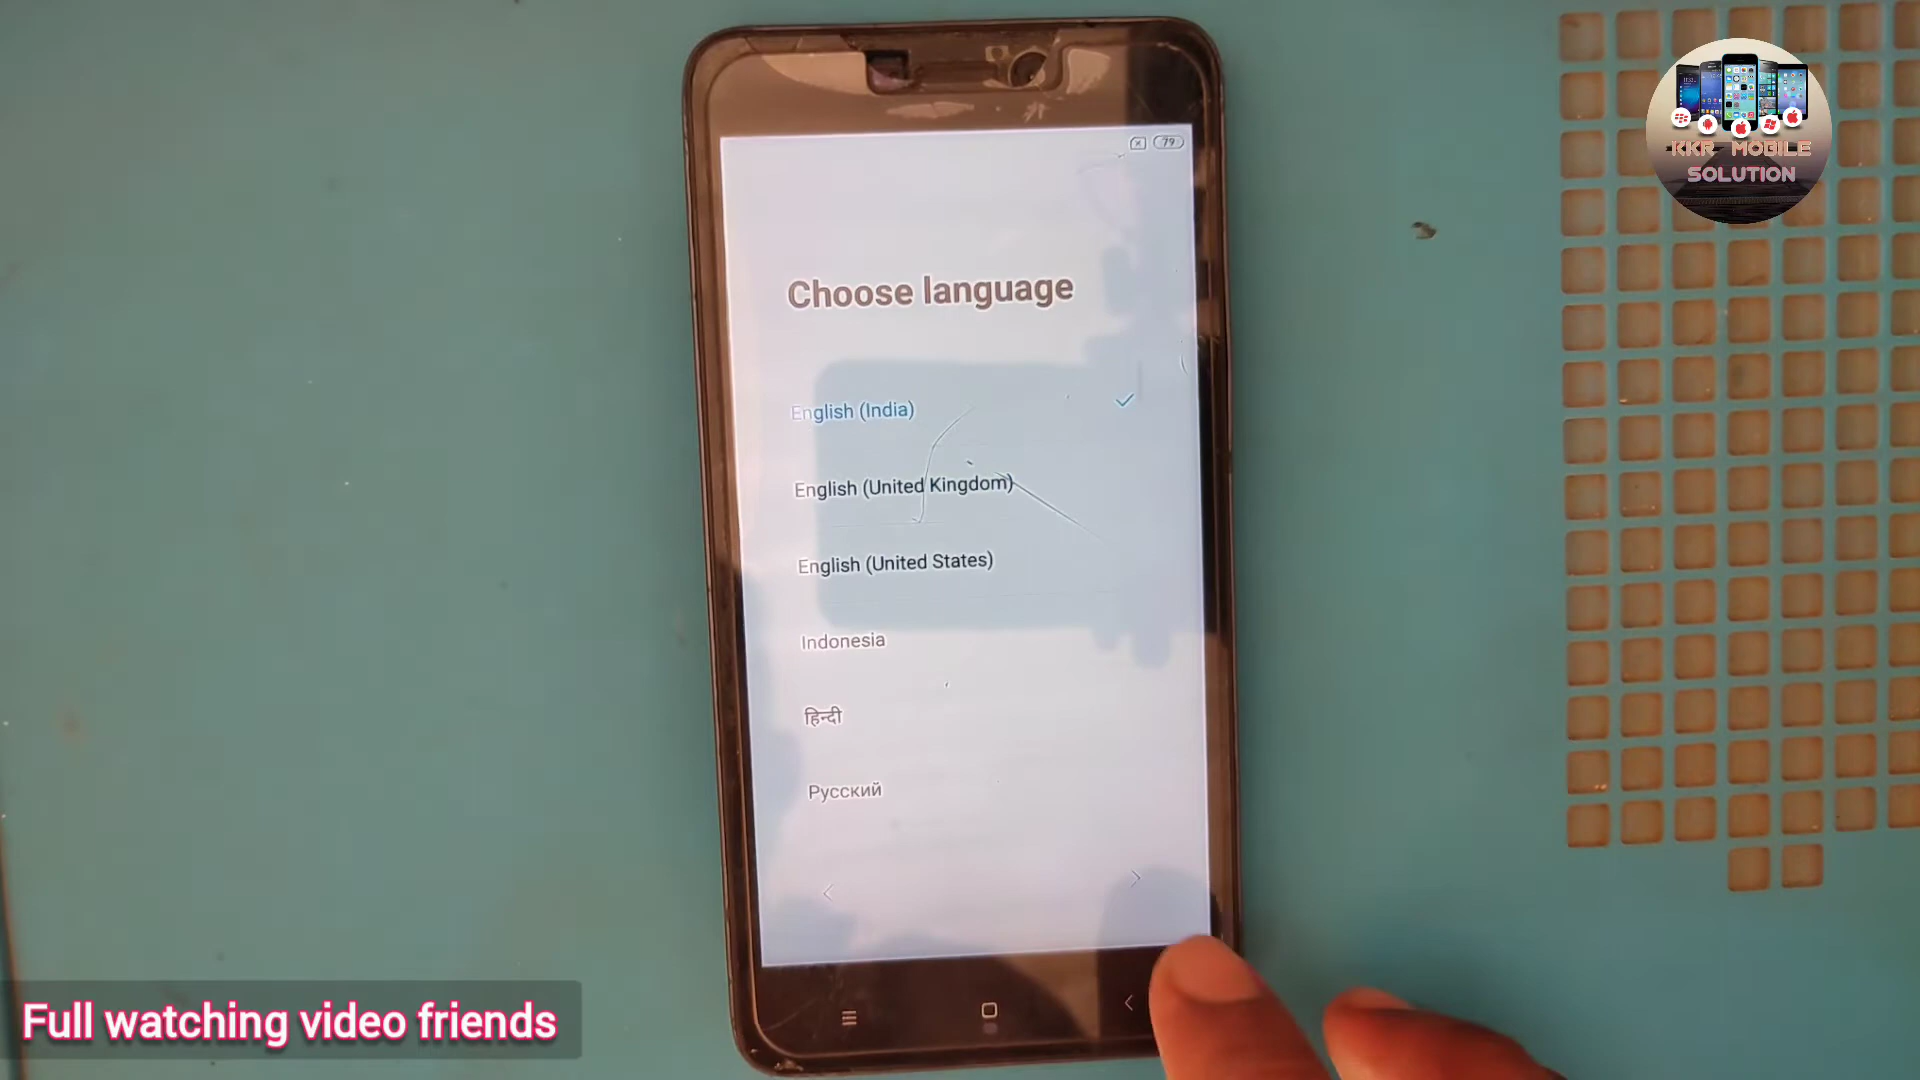 79
KKR MOBILE
SOLUTION
Choose language
English (India)
English (United Kingdom)
English (United States)
Indonesia
हिन्दी
Русский
Full watching video friends